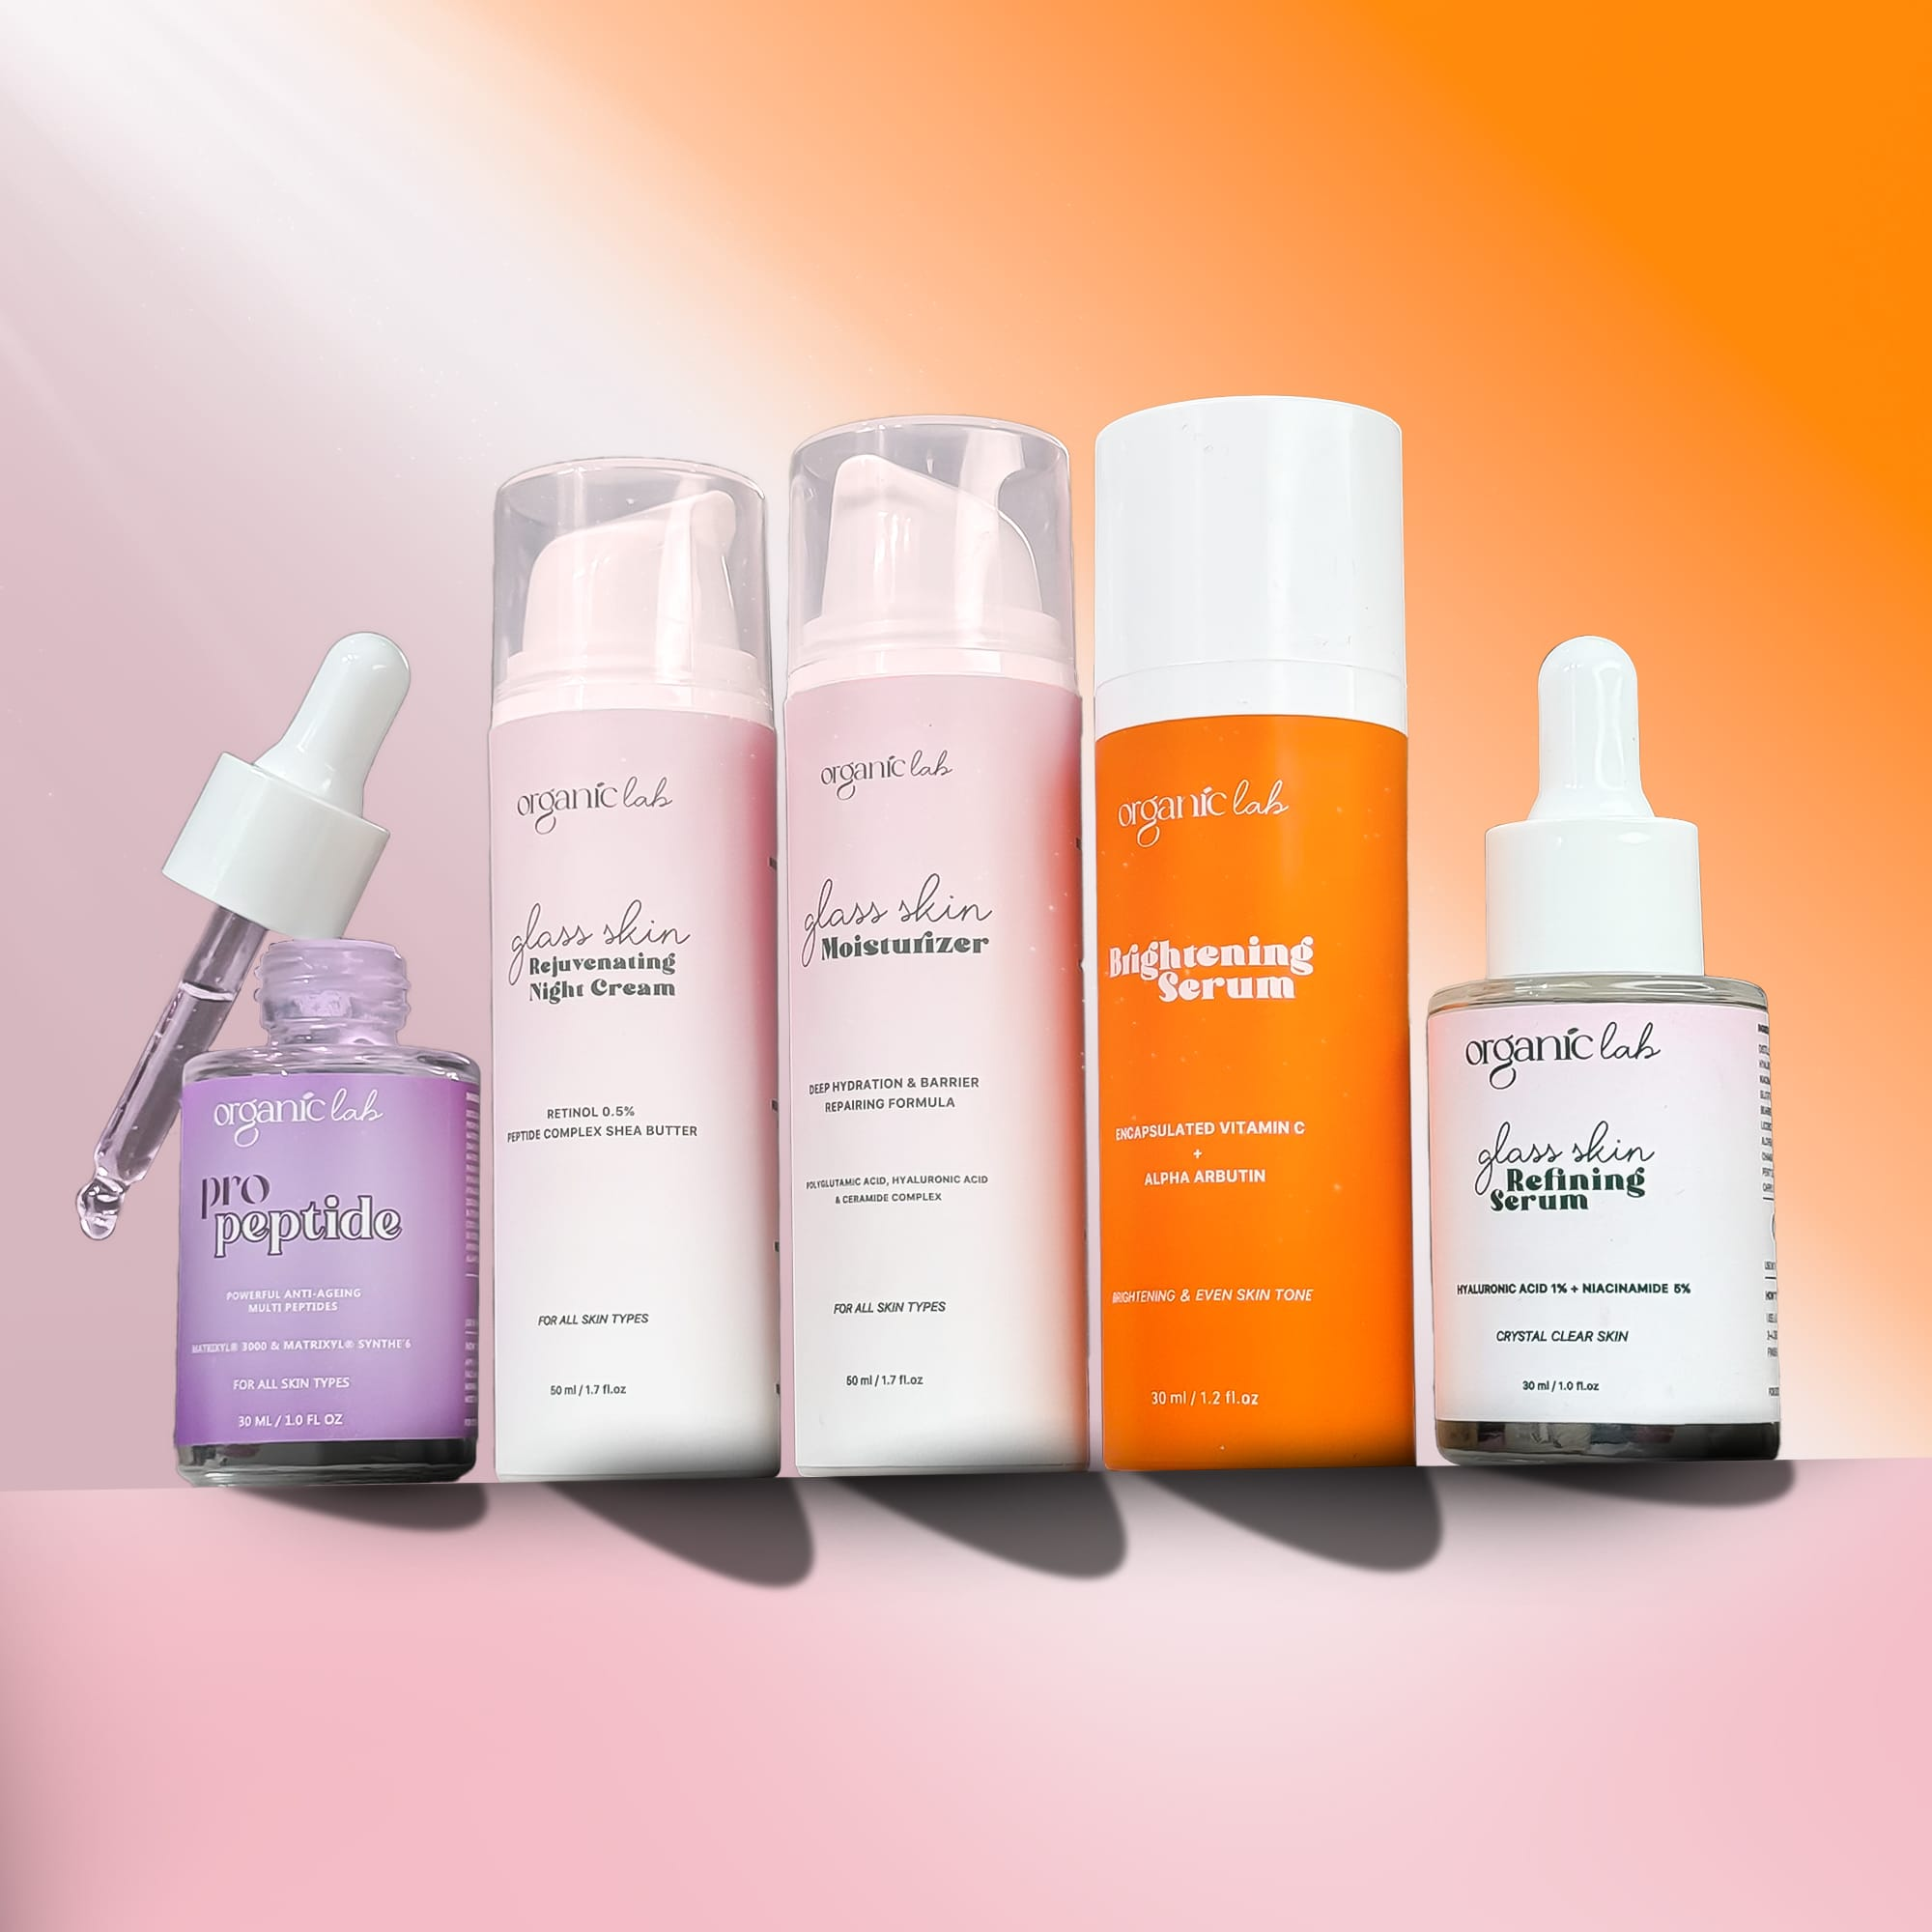 organic lab
pro
peptide
POWERFUL ANTI-AGEING
MULTI PEPTIDES
MATRIXYL® 3000 & MATRIXYL® SYNTHE'6
FOR ALL SKIN TYPES
30 ML / 1.0 FL OZ
organic lab
glass skin
Rejuvenating
Night Cream
RETINOL 0.5%
PEPTIDE COMPLEX SHEA BUTTER
FOR ALL SKIN TYPES
50 ml / 1.7 fl.oz
organic lab
glass skin
Moisturizer
DEEP HYDRATION & BARRIER
REPAIRING FORMULA
POLYGLUTAMIC ACID, HYALURONIC ACID
& CERAMIDE COMPLEX
FOR ALL SKIN TYPES
50 ml / 1.7 fl.oz
organic lab
Brightening
Serum
ENCAPSULATED VITAMIN C
+
ALPHA ARBUTIN
BRIGHTENING & EVEN SKIN TONE
30 ml / 1.2 fl.oz
organic lab
glass skin
Refining
Serum
HYALURONIC ACID 1% + NIACINAMIDE 5%
CRYSTAL CLEAR SKIN
30 ml / 1.0 fl.oz